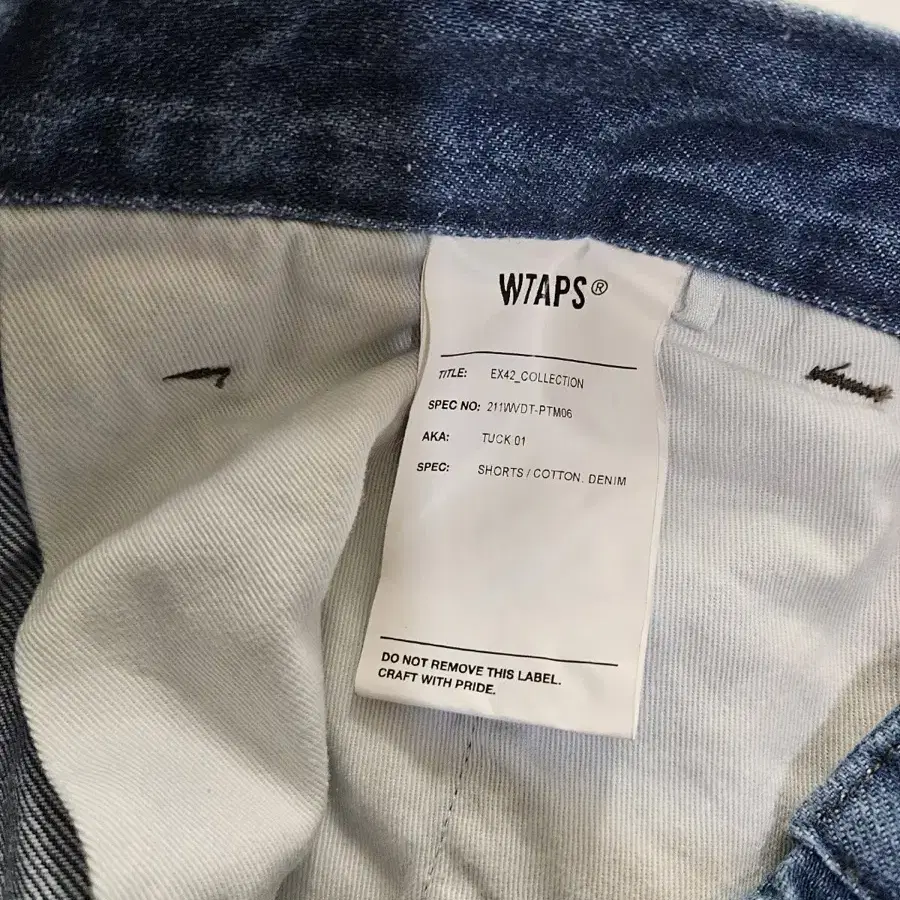 WTAPS®
TITLE: EX42_COLLECTION
SPEC NO: 211WVDT-PTM06
AKA: TUCK 01
SPEC: SHORTS / COTTON. DENIM
DO NOT REMOVE THIS LABEL.
CRAFT WITH PRIDE.